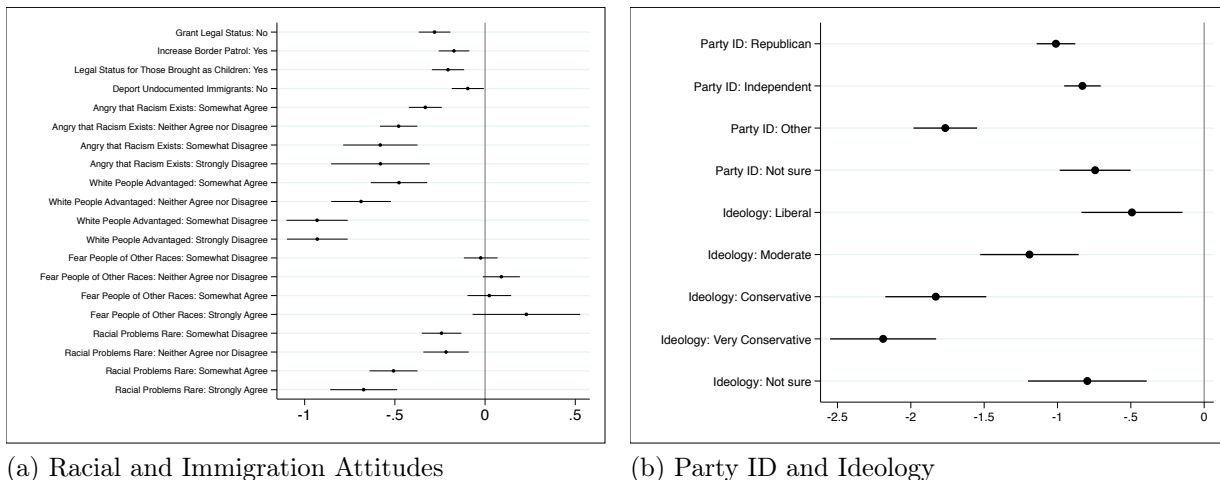 Grant Legal Status: No
Increase Border Patrol: Yes
Legal Status for Those Brought as Children: Yes
Deport Undocumented Immigrants: No
Angry that Racism Exists: Somewhat Agree
Angry that Racism Exists: Neither Agree nor Disagree
Angry that Racism Exists: Somewhat Disagree
Angry that Racism Exists: Strongly Disagree
White People Advantaged: Somewhat Agree
White People Advantaged: Neither Agree nor Disagree
White People Advantaged: Somewhat Disagree
White People Advantaged: Strongly Disagree
Fear People of Other Races: Somewhat Disagree
Fear People of Other Races: Neither Agree nor Disagree
Fear People of Other Races: Somewhat Agree
Fear People of Other Races: Strongly Agree
Racial Problems Rare: Somewhat Disagree
Racial Problems Rare: Neither Agree nor Disagree
Racial Problems Rare: Somewhat Agree
Racial Problems Rare: Strongly Agree
-1 -.5 0 .5
(a) Racial and Immigration Attitudes
Party ID: Republican
Party ID: Independent
Party ID: Other
Party ID: Not sure
Ideology: Liberal
Ideology: Moderate
Ideology: Conservative
Ideology: Very Conservative
Ideology: Not sure
-2.5 -2 -1.5 -1 -.5 0
(b) Party ID and Ideology